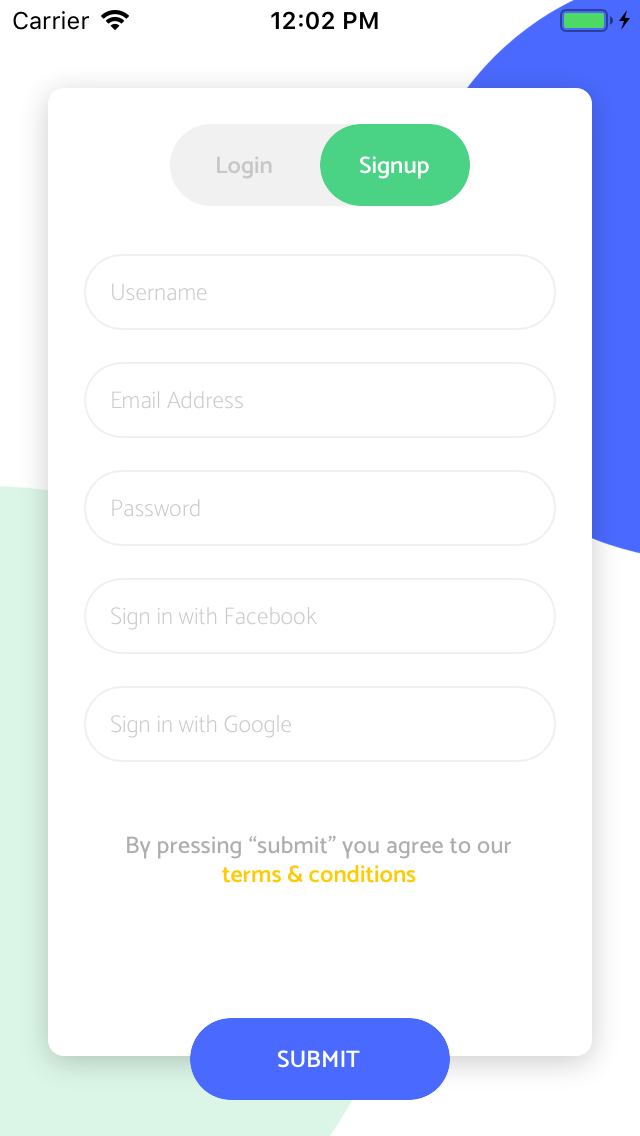 Carrier 12:02 PM
Login Signup
Username
Email Address
Password
Sign in with Facebook
Sign in with Google
By pressing “submit” you agree to our
terms & conditions
SUBMIT